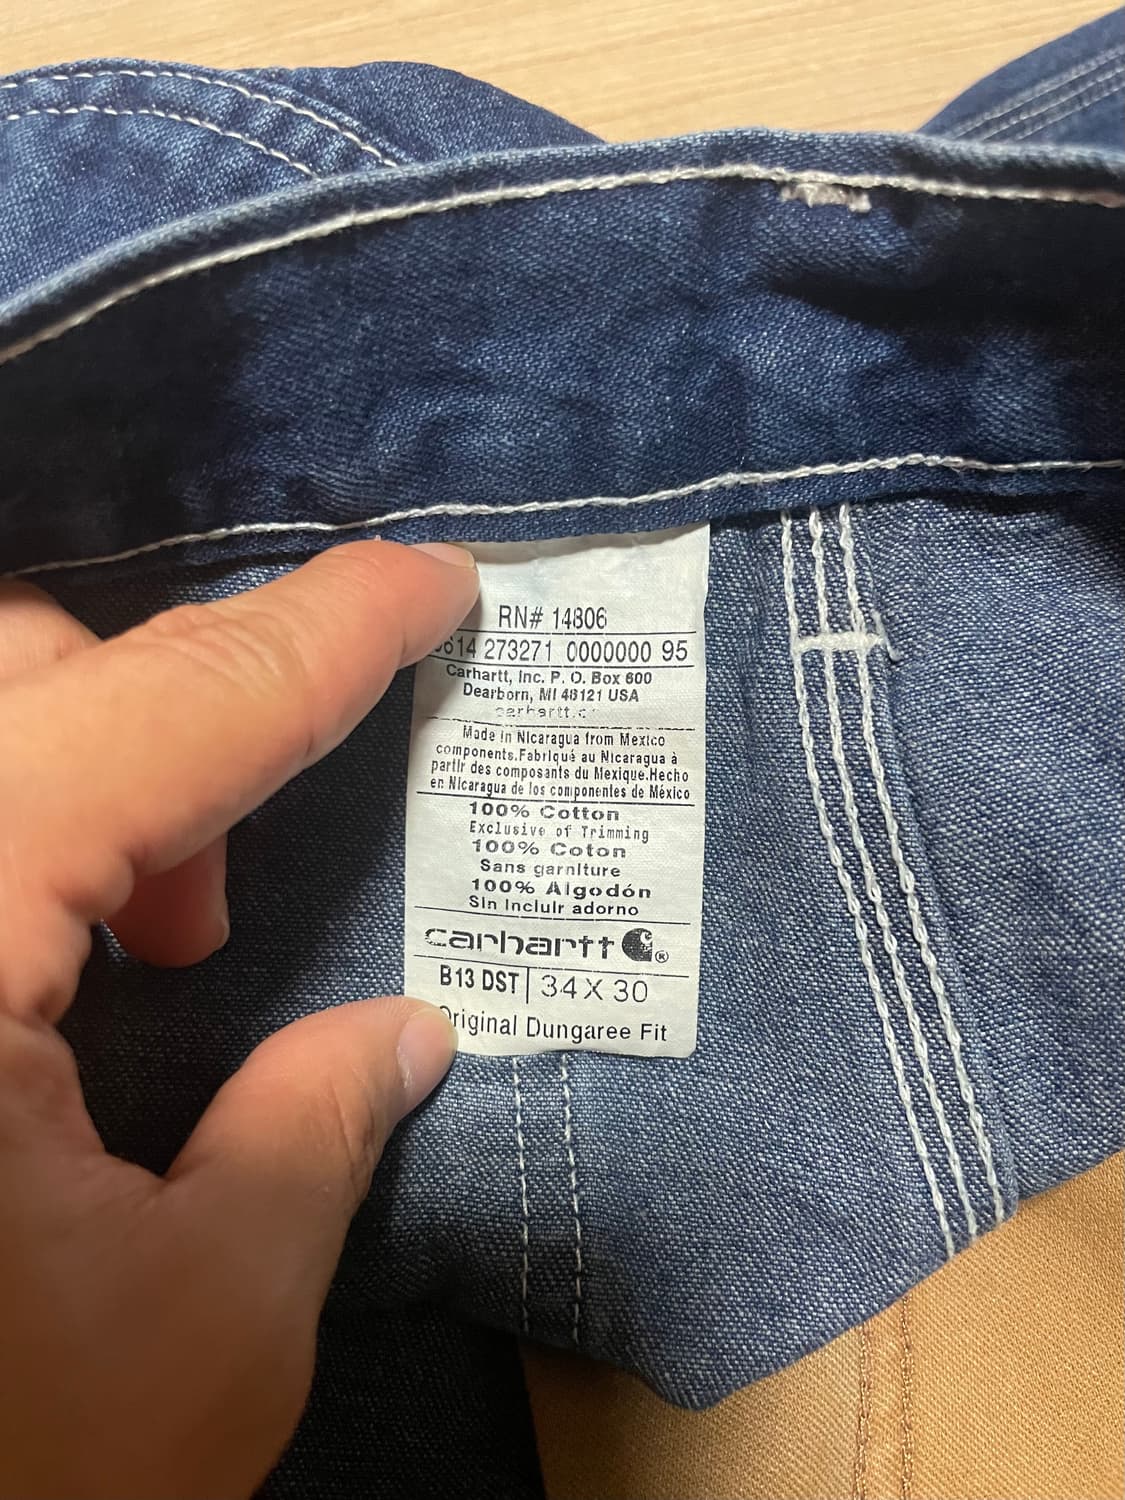 RN# 14806
0614 273271 0000000 95
Carhartt, Inc. P. O. Box 600
Dearborn, MI 48121 USA
Made in Nicaragua from Mexico
components.Fabriqué au Nicaragua à
partir des composants du Mexique.Hecho
en Nicaragua de los componentes de México
100% Cotton
Exclusive of Trimming
100% Coton
Sans garniture
100% Algodón
Sin Incluir adorno
carhartt ®
B13 DST 34 X 30
Original Dungaree Fit